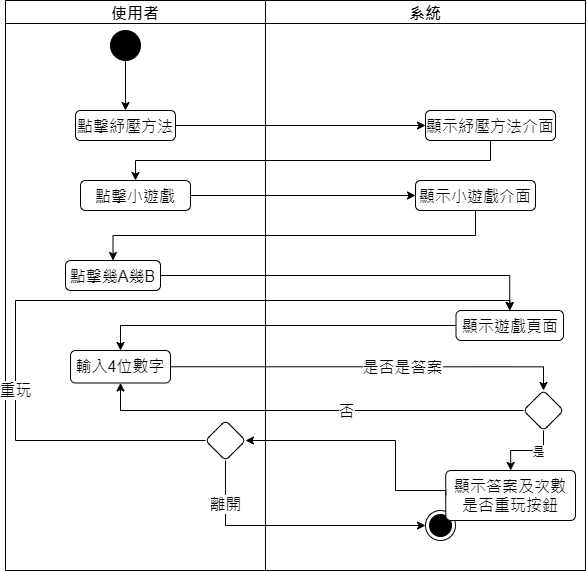 使用者
系統
點擊紓壓方法
顯示紓壓方法介面
點擊小遊戲
顯示小遊戲介面
點擊幾A幾B
顯示遊戲頁面
輸入4位數字
是否是答案
重玩
否
是
顯示答案及次數
是否重玩按鈕
離開